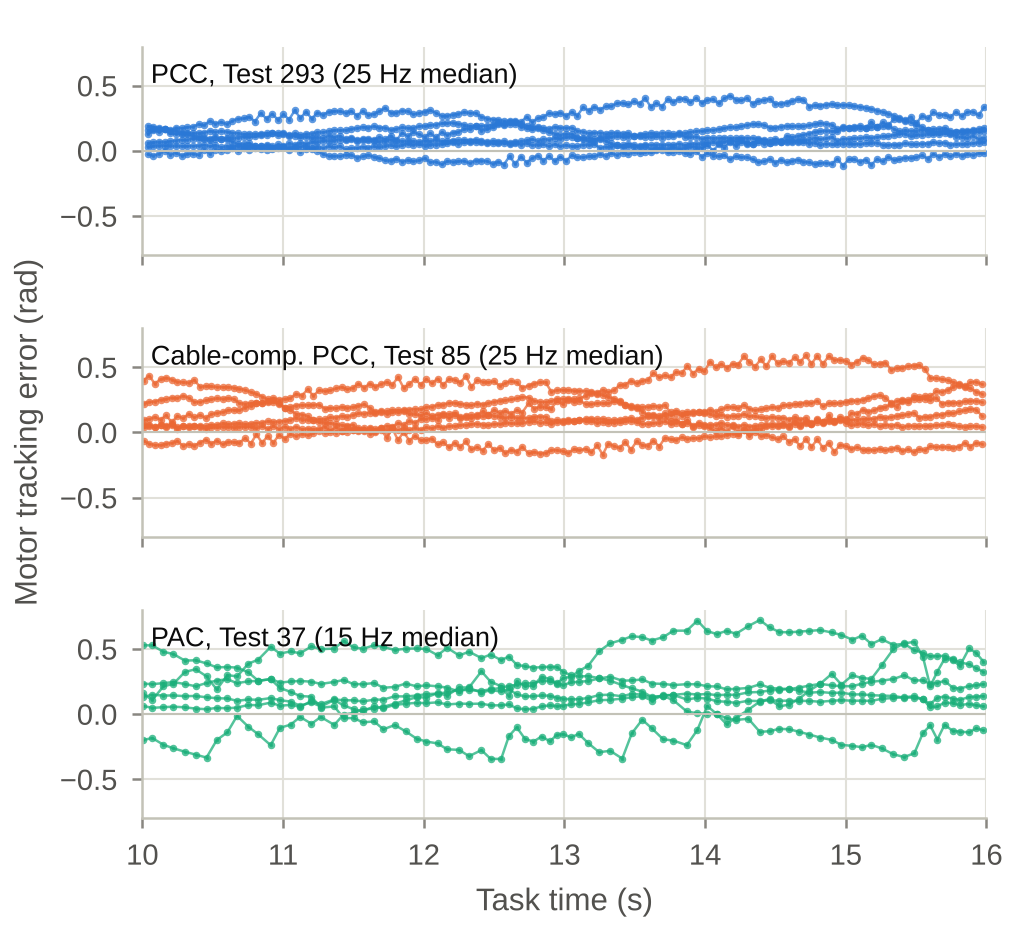 PCC, Test 293 (25 Hz median)
0.5
0.0
−0.5
Motor tracking error (rad)
Cable-comp. PCC, Test 85 (25 Hz median)
0.5
0.0
−0.5
PAC, Test 37 (15 Hz median)
0.5
0.0
−0.5
10 11 12 13 14 15 16
Task time (s)